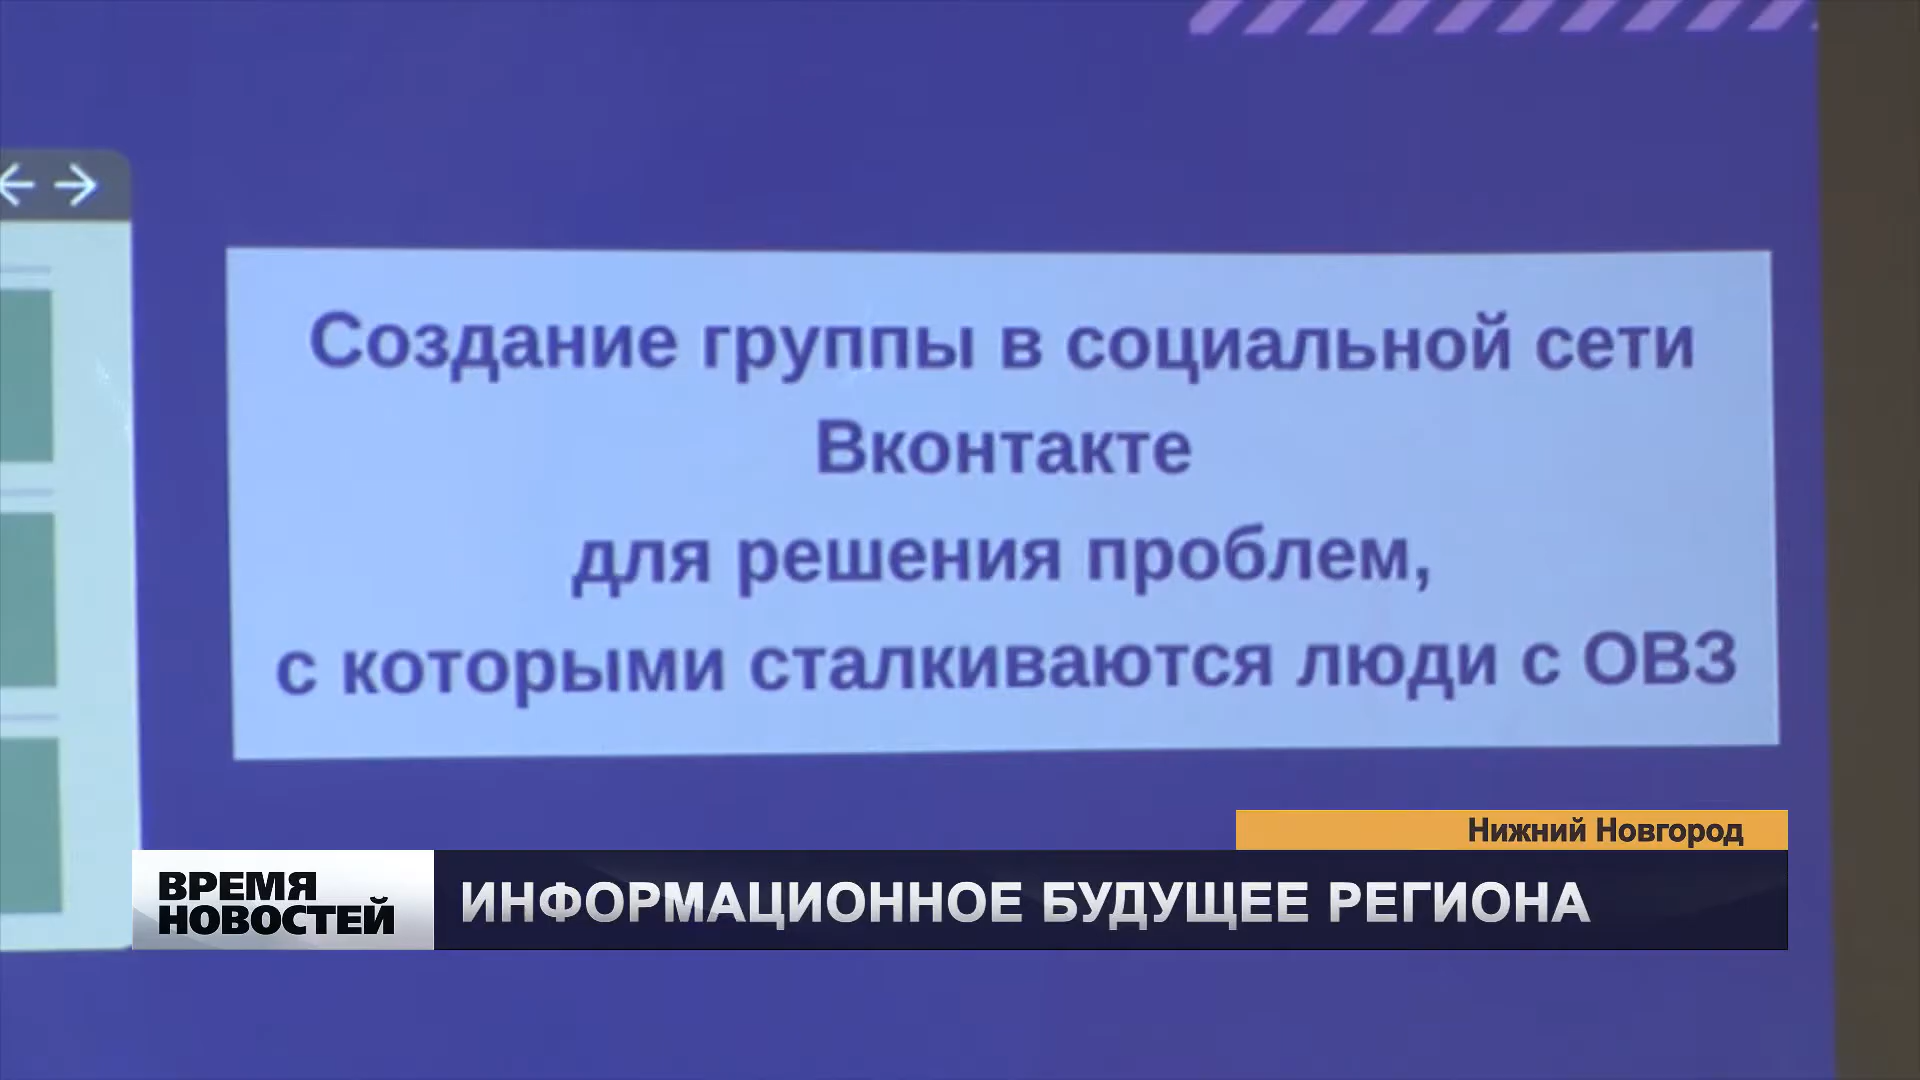 Создание группы в социальной сети
Вконтакте
для решения проблем,
с которыми сталкиваются люди с ОВЗ
Нижний Новгород
ВРЕМЯ
НОВОСТЕЙ
ИНФОРМАЦИОННОЕ БУДУЩЕЕ РЕГИОНА